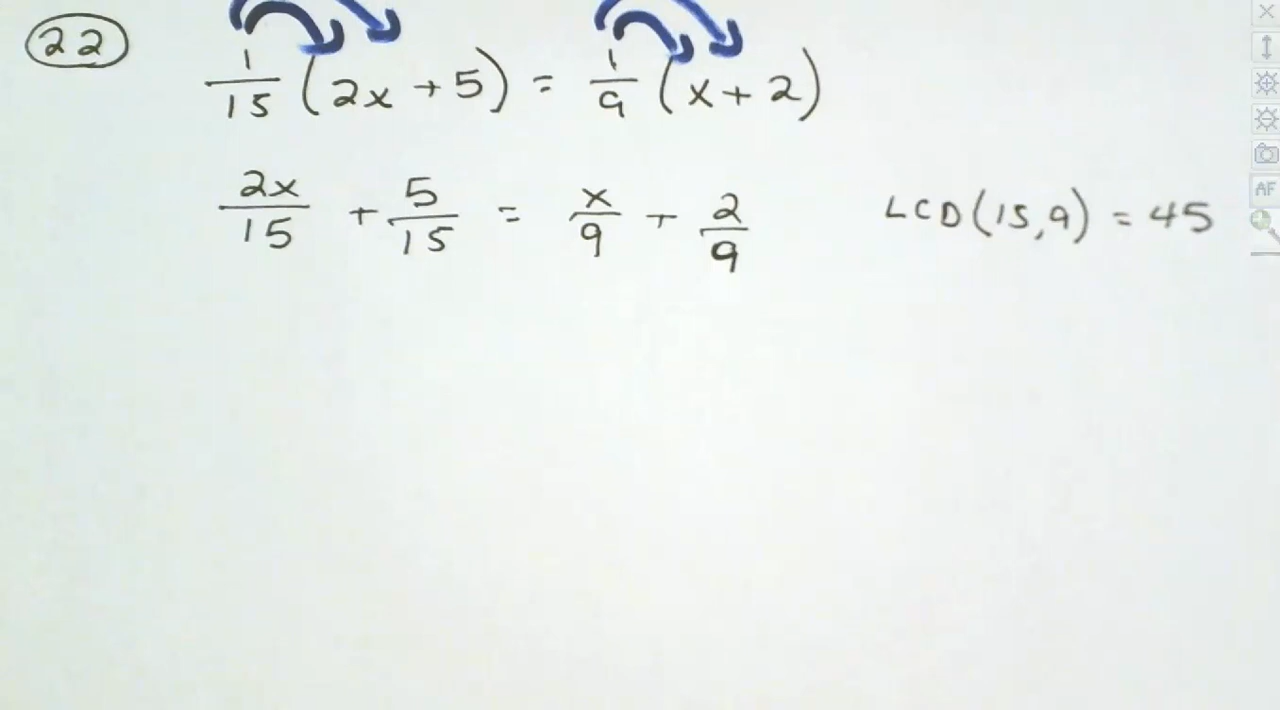 22
1/15 (2x + 5) = 1/9 (x + 2)
2x/15 + 5/15 = x/9 + 2/9
LCD(15,9) = 45
AF